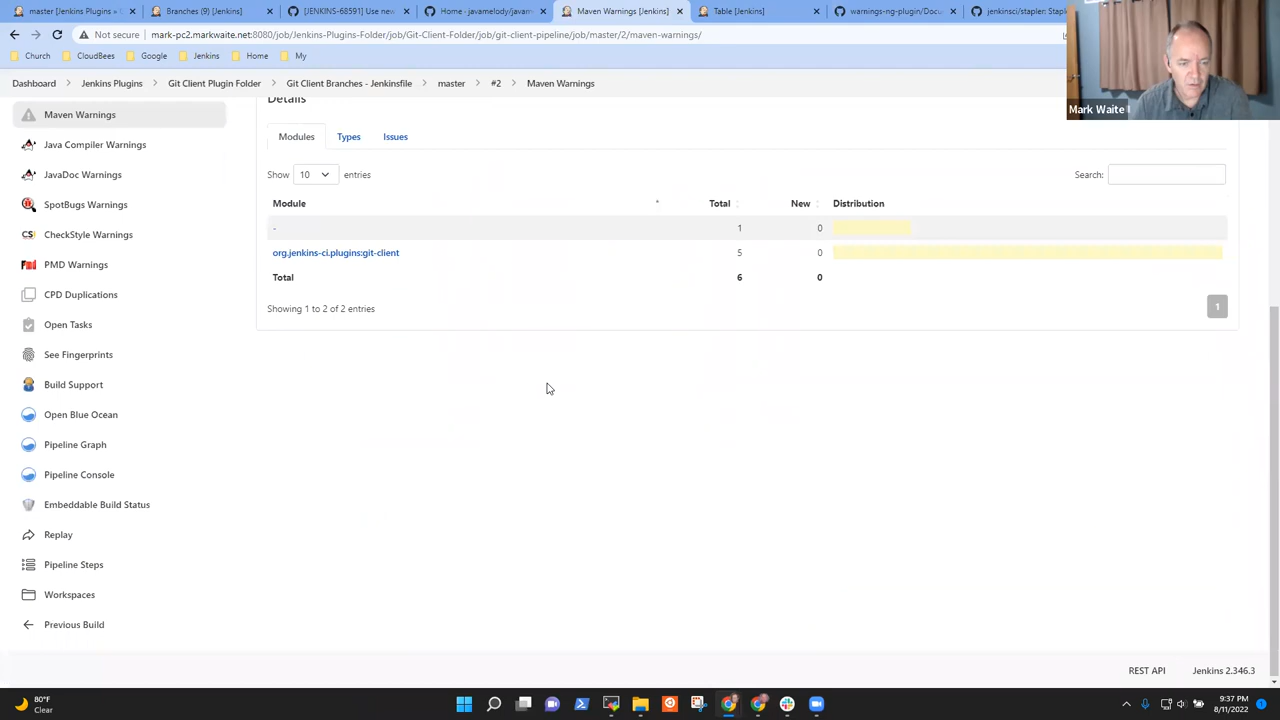 master [Jenkins Plugins »
Branches (9) [Jenkins]
[JENKINS-68591] Use new
Home · javamelody/javam
Maven Warnings [Jenkins]
Table [Jenkins]
warnings-ng-plugin/Docu
jenkinsci/stapler: Stapl
Not secure
mark-pc2.markwaite.net:8080/job/Jenkins-Plugins-Folder/job/Git-Client-Folder/job/git-client-pipeline/job/master/2/maven-warnings/
Church
CloudBees
Google
Jenkins
Home
My
Dashboard
Jenkins Plugins
Git Client Plugin Folder
Git Client Branches - Jenkinsfile
master
#2
Maven Warnings
Mark Waite
Maven Warnings
Java Compiler Warnings
JavaDoc Warnings
SpotBugs Warnings
CheckStyle Warnings
PMD Warnings
CPD Duplications
Open Tasks
See Fingerprints
Build Support
Open Blue Ocean
Pipeline Graph
Pipeline Console
Embeddable Build Status
Replay
Pipeline Steps
Workspaces
Previous Build
Details
Modules Types Issues
Show 10 entries Search:
Module Total New Distribution
- 1 0
org.jenkins-ci.plugins:git-client 5 0
Total 6 0
Showing 1 to 2 of 2 entries
1
REST API Jenkins 2.346.3
80°F
Clear
9:37 PM
8/11/2022